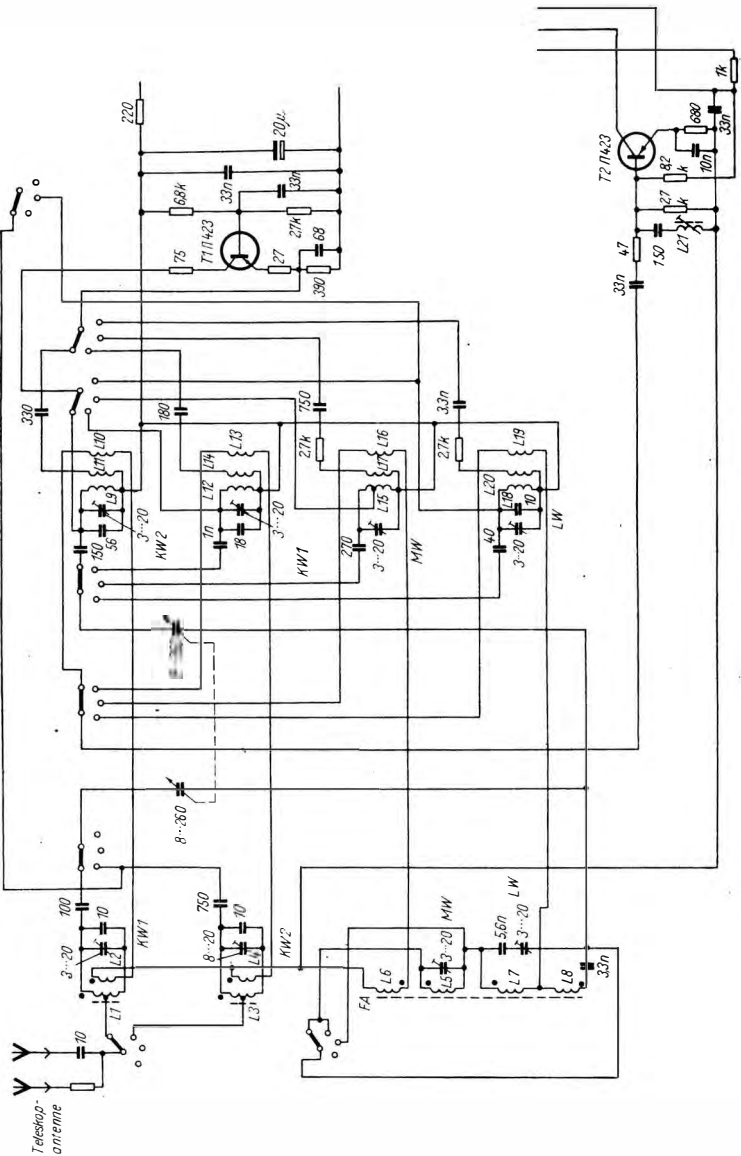 Teleskop-
antenne
10
L1
3...20
L2
10
100
KW1
L3
8...20
L4
10
750
KW2
FA
L6
L5
3...20
MW
L7
5,6n
3...20
LW
L8
3,3n
8...260
150
56
3...20
L9
L11
L10
330
KW2
1n
18
3...20
L12
L14
L13
180
KW1
270
3...20
L15
L17
L16
2,7k
750
MW
40
3...20
10
L18
L20
L19
2,7k
3,3n
LW
75
T1 П423
27
390
68
6,8k
27k
33n
33n
20µ
220
33n
47
150
L21
27
k
8,2
k
T2 П423
10n
680
33n
1k